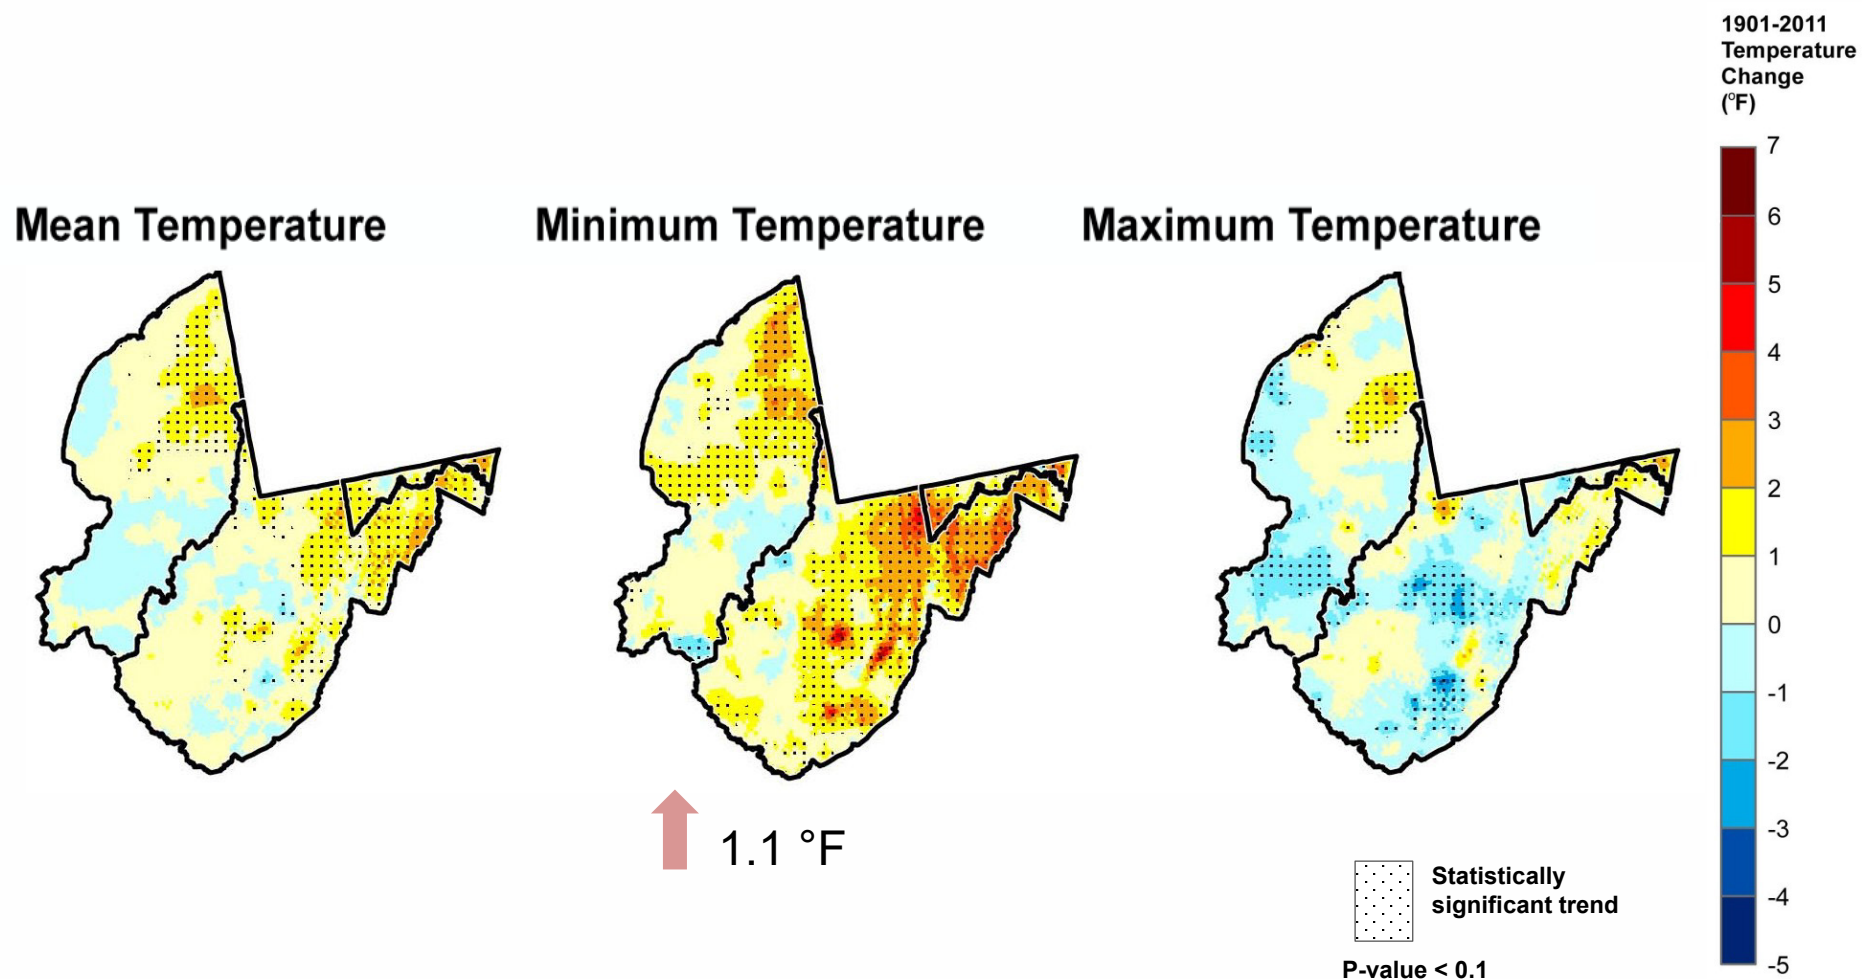 1901-2011
Temperature
Change
(°F)
Mean Temperature
Minimum Temperature
Maximum Temperature
7
6
5
4
3
2
1
0
-1
-2
-3
-4
-5
1.1 °F
Statistically
significant trend
P-value < 0.1